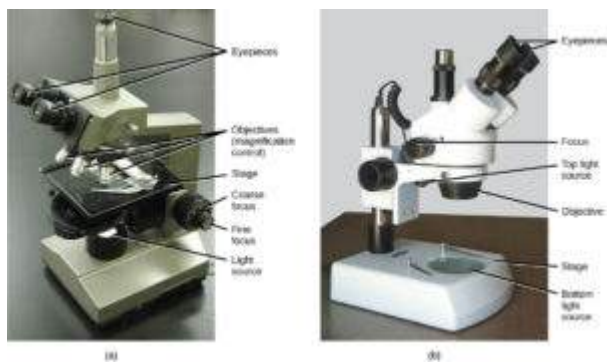 Eyepieces
Objectives
(magnification
control)
Stage
Coarse
focus
Fine
focus
Light
source
(a)
Eyepieces
Focus
Top light
source
Objective
Stage
Bottom
light
source
(b)